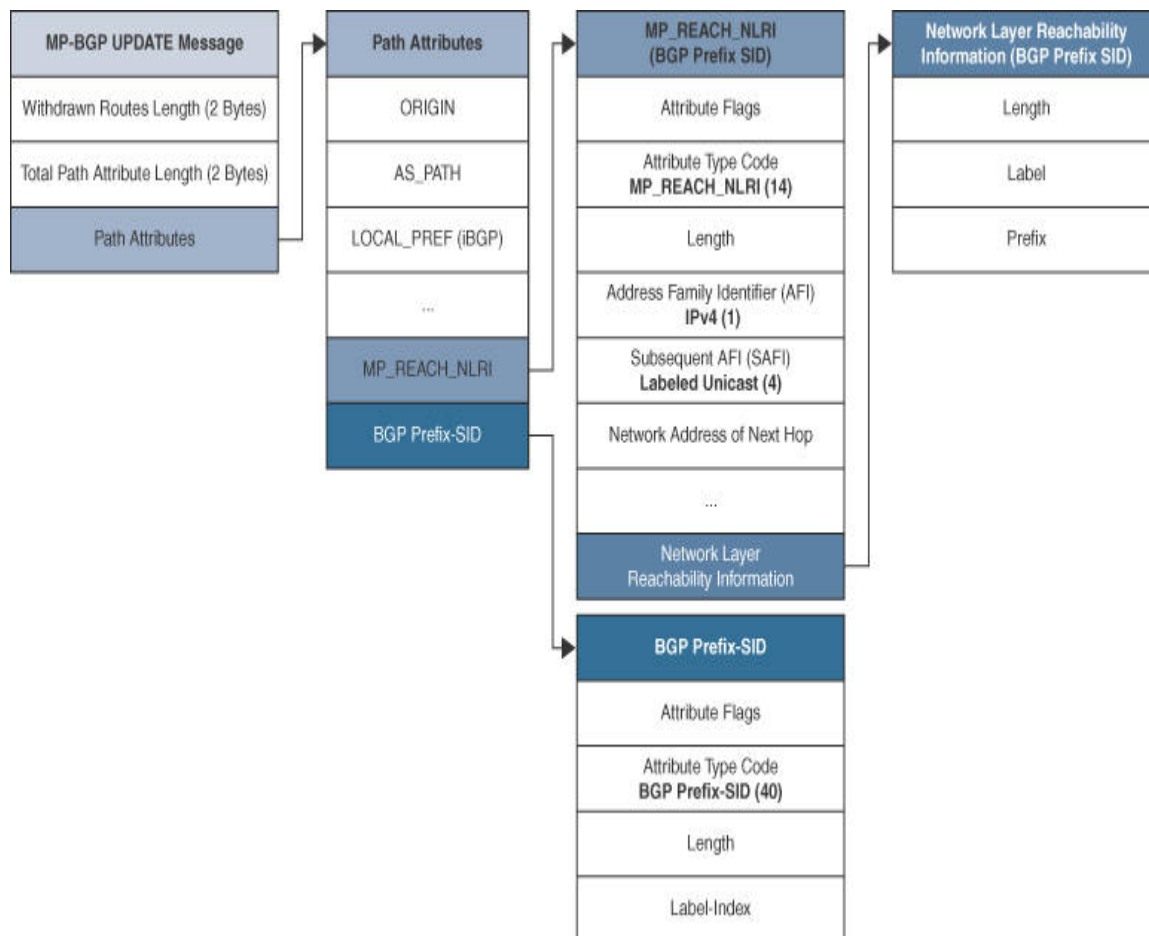 MP-BGP UPDATE Message
Withdrawn Routes Length (2 Bytes)
Total Path Attribute Length (2 Bytes)
Path Attributes
Path Attributes
ORIGIN
AS_PATH
LOCAL_PREF (iBGP)
...
MP_REACH_NLRI
BGP Prefix-SID
MP_REACH_NLRI
(BGP Prefix SID)
Attribute Flags
Attribute Type Code
MP_REACH_NLRI (14)
Length
Address Family Identifier (AFI)
IPv4 (1)
Subsequent AFI (SAFI)
Labeled Unicast (4)
Network Address of Next Hop
...
Network Layer
Reachability Information
Network Layer Reachability
Information (BGP Prefix SID)
Length
Label
Prefix
BGP Prefix-SID
Attribute Flags
Attribute Type Code
BGP Prefix-SID (40)
Length
Label-Index